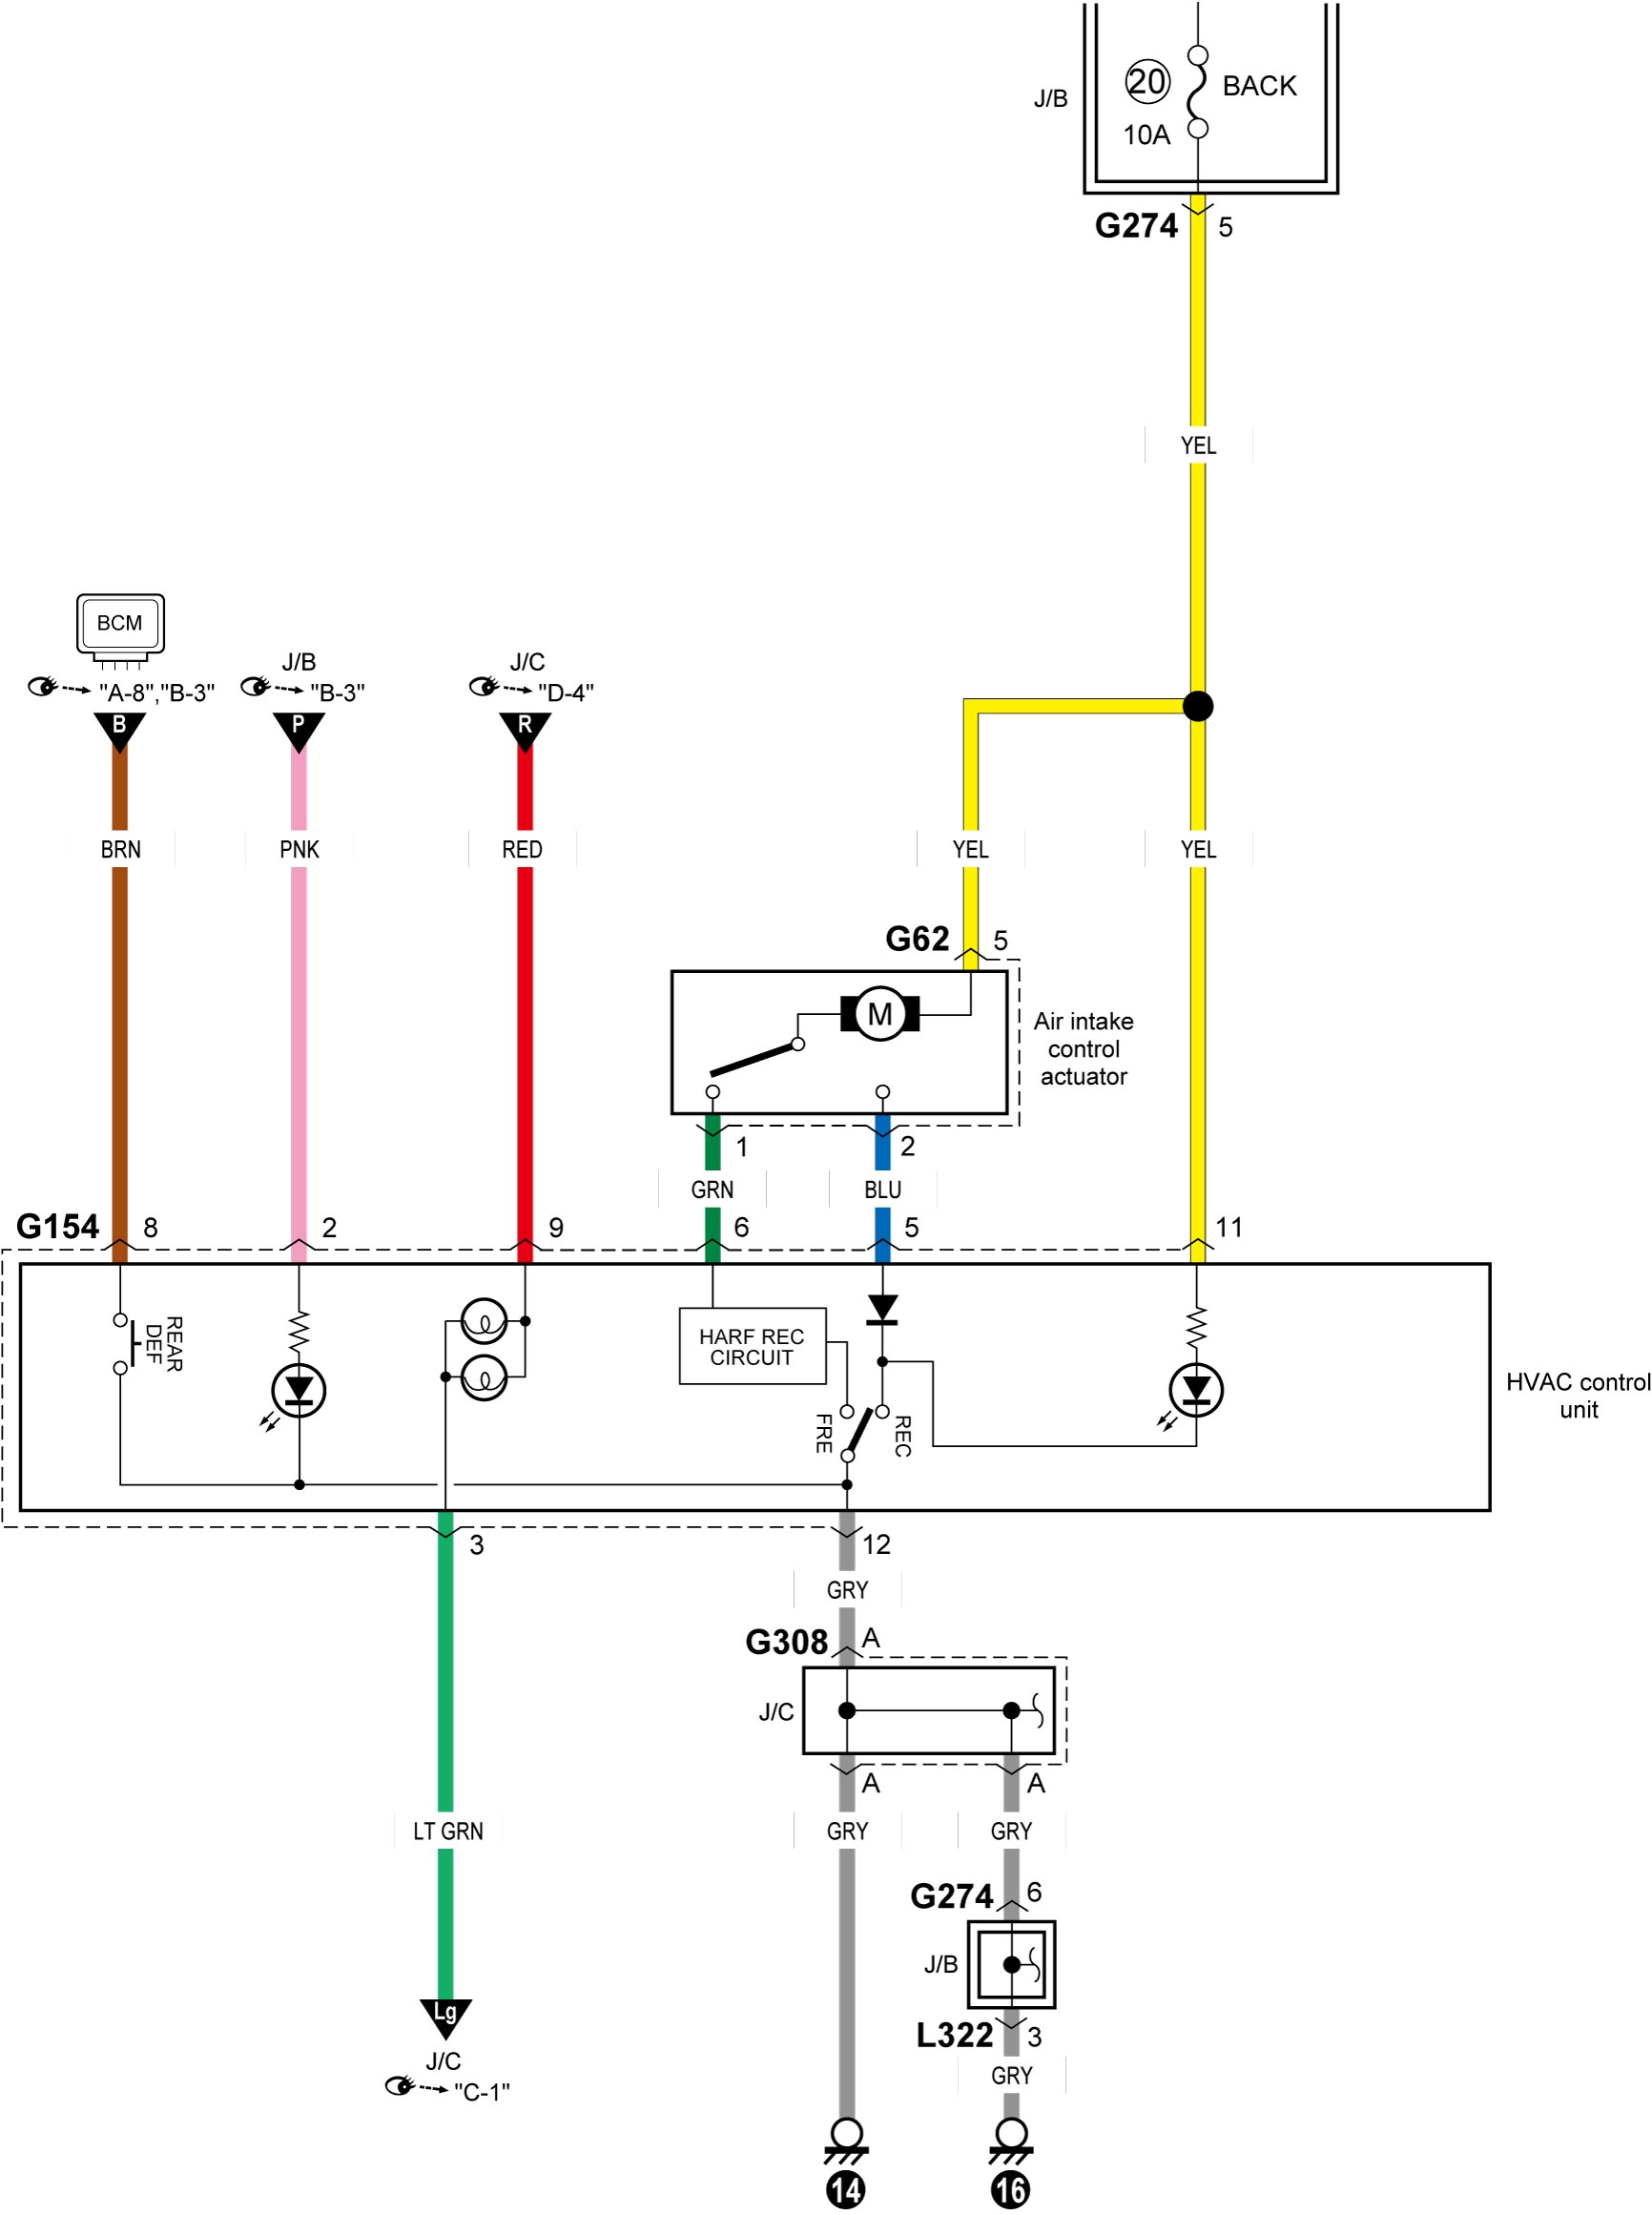 20
BACK
J/B
10A
G274
5
YEL
BCM
"A-8","B-3"
J/B
"B-3"
J/C
"D-4"
B
P
R
BRN
PNK
RED
YEL
YEL
G62
5
M
Air intake
control
actuator
1
2
GRN
BLU
G154
8
2
9
6
5
11
REAR
DEF
HARF REC
CIRCUIT
FRE
REC
HVAC control
unit
3
12
GRY
G308
A
J/C
A
A
LT GRN
GRY
GRY
G274
6
J/B
Lg
L322
3
J/C
"C-1"
GRY
14
16